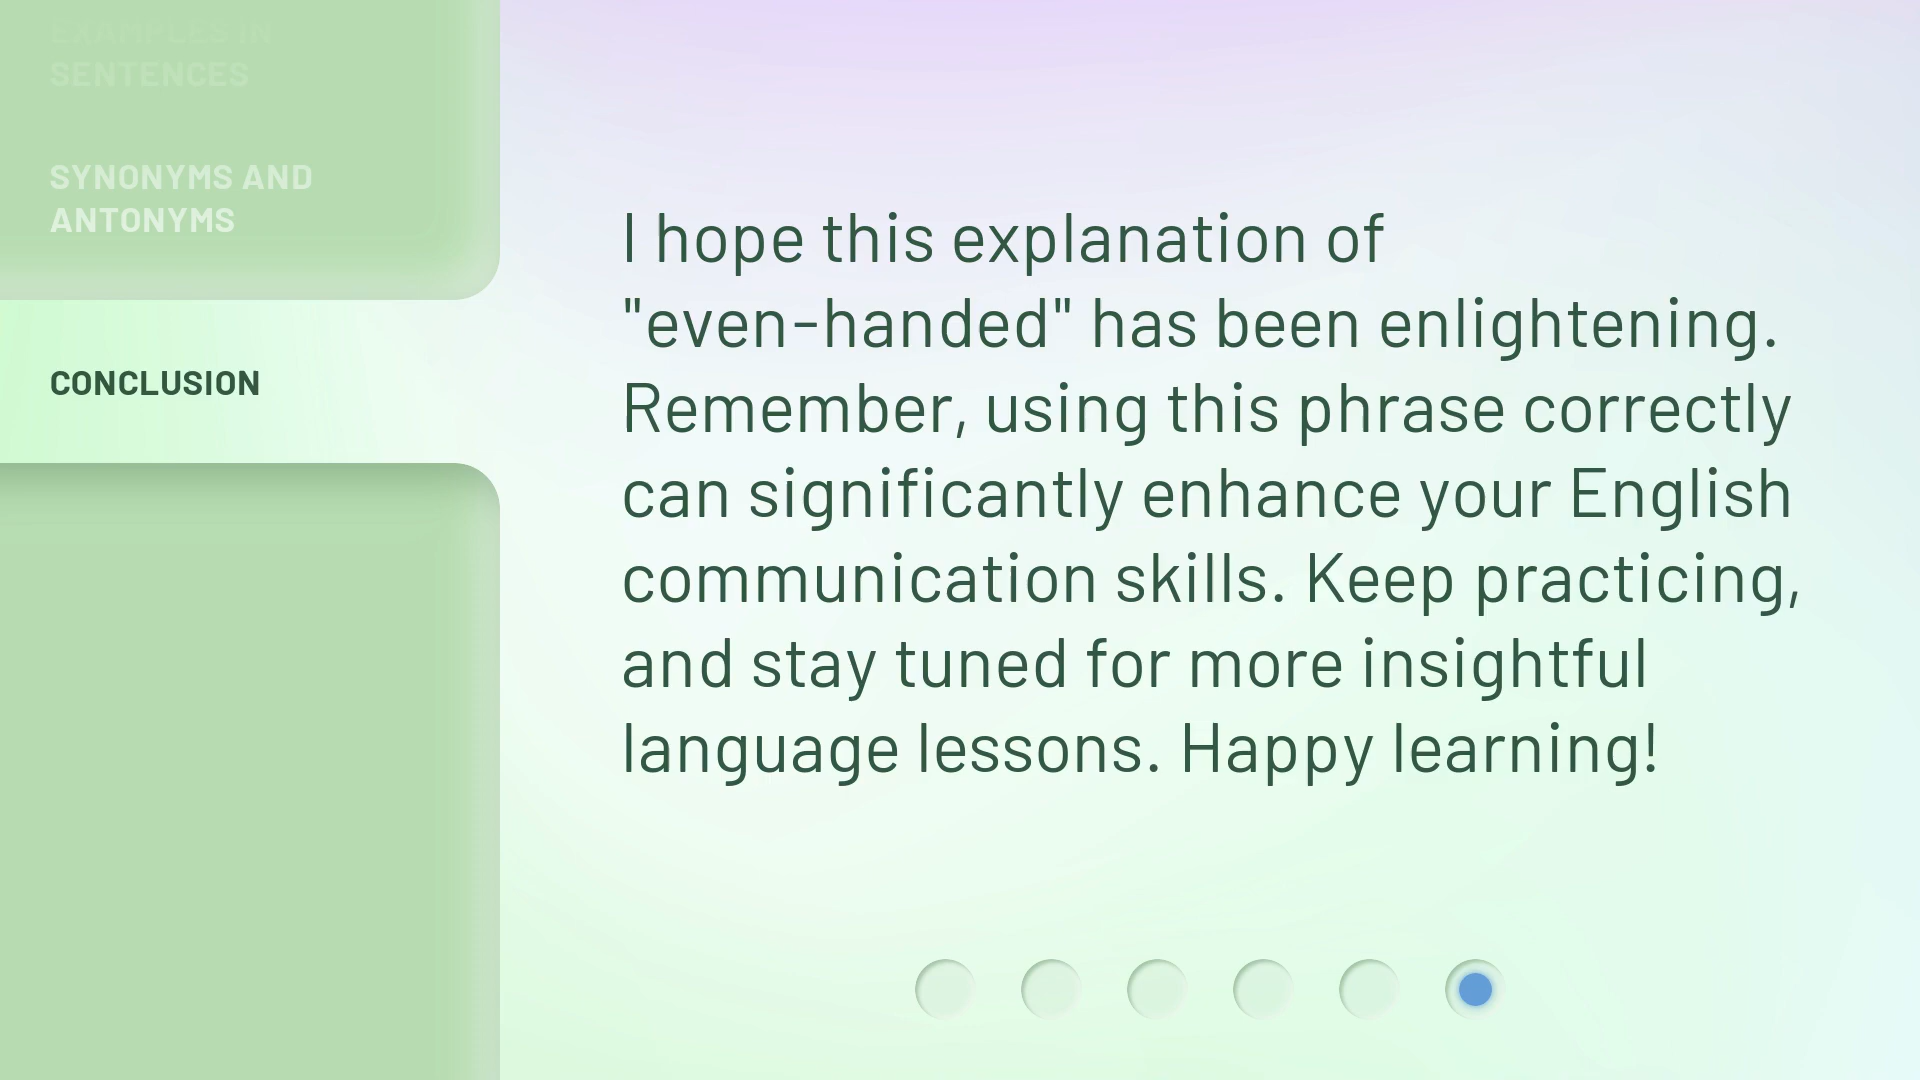 EXAMPLES IN
SENTENCES
SYNONYMS AND
ANTONYMS
CONCLUSION
I hope this explanation of
"even-handed" has been enlightening.
Remember, using this phrase correctly
can significantly enhance your English
communication skills. Keep practicing,
and stay tuned for more insightful
language lessons. Happy learning!